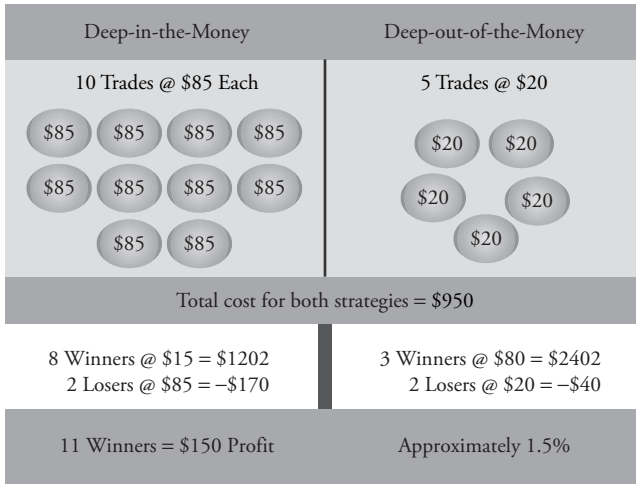 Deep-in-the-Money
Deep-out-of-the-Money
10 Trades @ $85 Each
$85 $85 $85 $85
$85 $85 $85 $85
$85 $85
5 Trades @ $20
$20 $20
$20 $20
$20
Total cost for both strategies = $950
8 Winners @ $15 = $1202
2 Losers @ $85 = –$170
3 Winners @ $80 = $2402
2 Losers @ $20 = –$40
11 Winners = $150 Profit
Approximately 1.5%